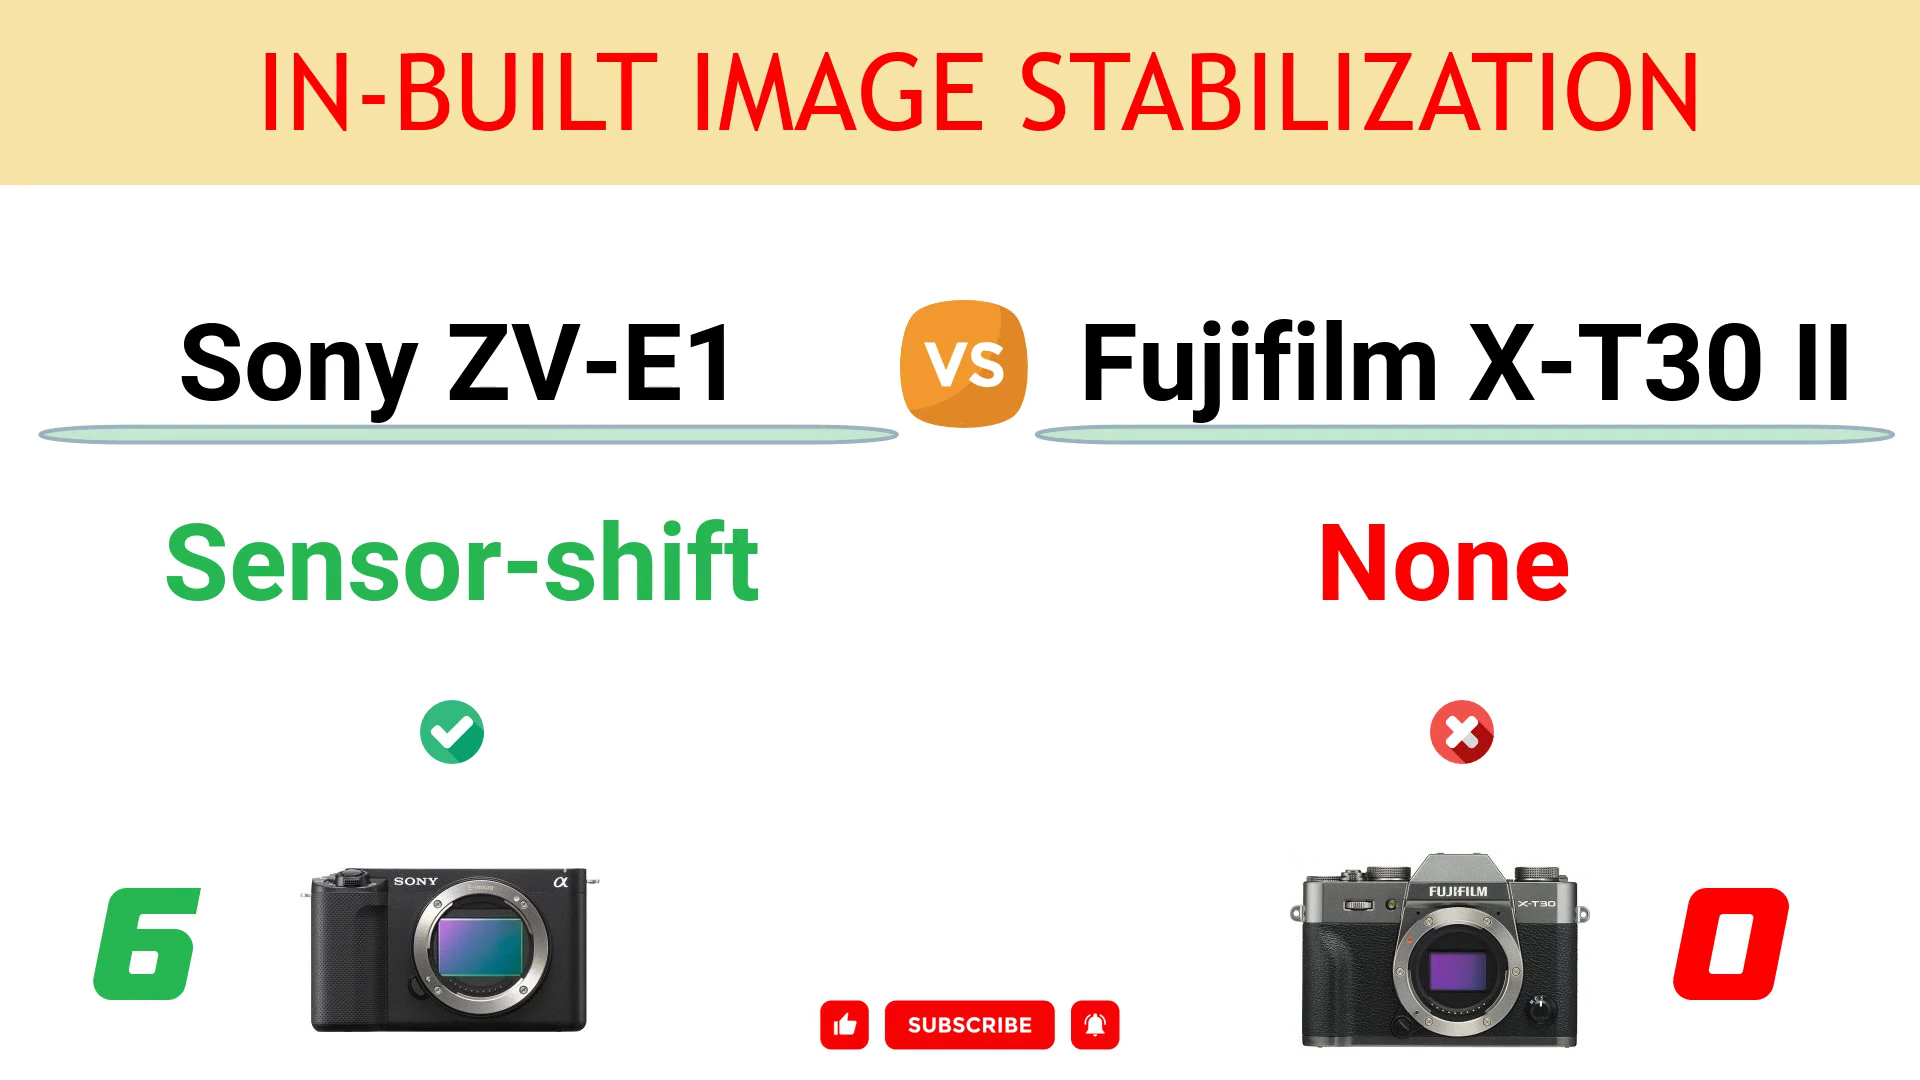 IN-BUILT IMAGE STABILIZATION
Sony ZV-E1
VS
Fujifilm X-T30 II
Sensor-shift
None
6
SONY
α
E-mount
FUJIFILM
X-T30
0
SUBSCRIBE